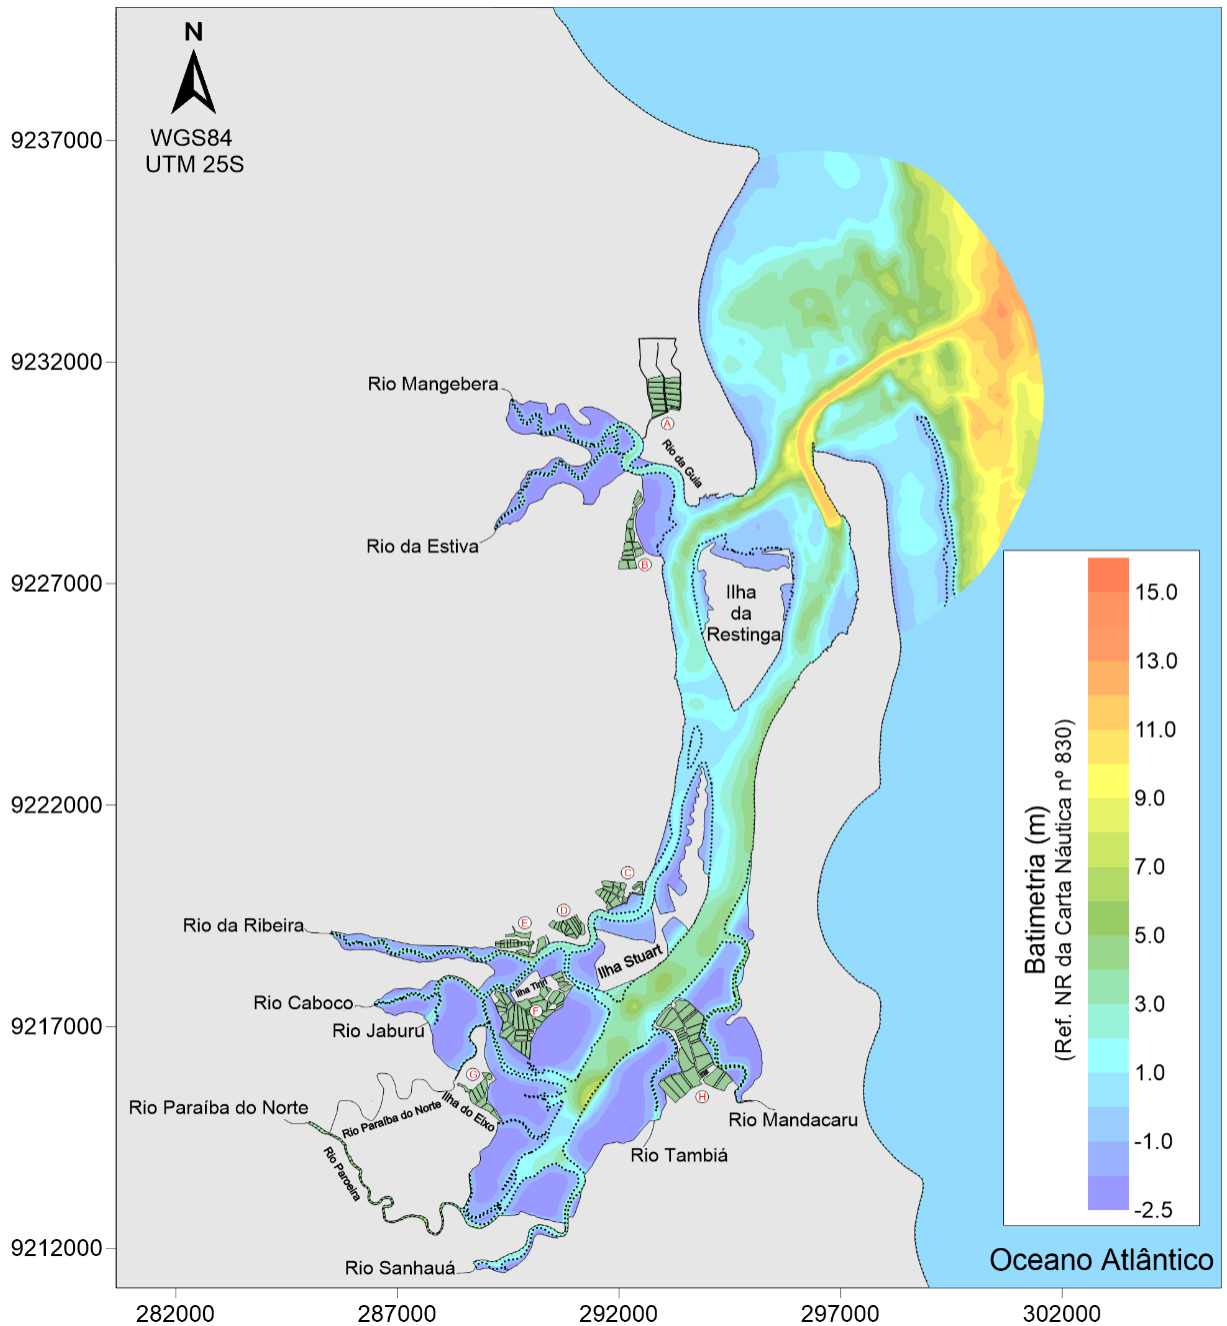 N
WGS84
UTM 25S
9237000
9232000
9227000
9222000
9217000
9212000
282000
287000
292000
297000
302000
Rio Mangebera
A
Rio da Guia
Rio da Estiva
B
Ilha
da
Restinga
C
D
E
Rio da Ribeira
Ilha Stuart
Ilha Tiriri
Rio Caboco
F
Rio Jaburu
G
Rio Paraíba do Norte
Rio Paraíba do Norte
Ilha do Eixo
H
Rio Mandacaru
Rio Tambiá
Rio Paroeira
Rio Sanhauá
Batimetria (m)
(Ref. NR da Carta Náutica nº 830)
15.0
13.0
11.0
9.0
7.0
5.0
3.0
1.0
-1.0
-2.5
Oceano Atlântico